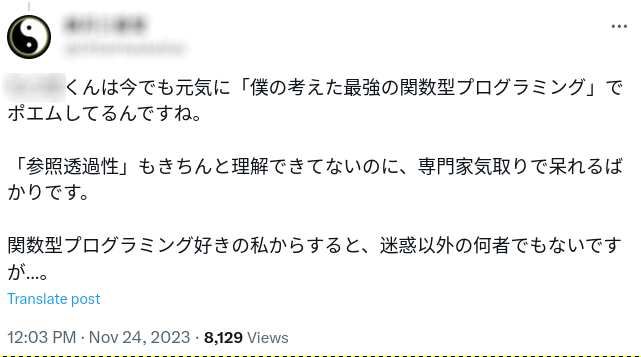 くんは今でも元気に「僕の考えた最強の関数型プログラミング」で
ポエムしてるんですね。
「参照透過性」もきちんと理解できてないのに、専門家気取りで呆れるば
かりです。
関数型プログラミング好きの私からすると、迷惑以外の何者でもないです
が...。
Translate post
12:03 PM · Nov 24, 2023 · 8,129 Views